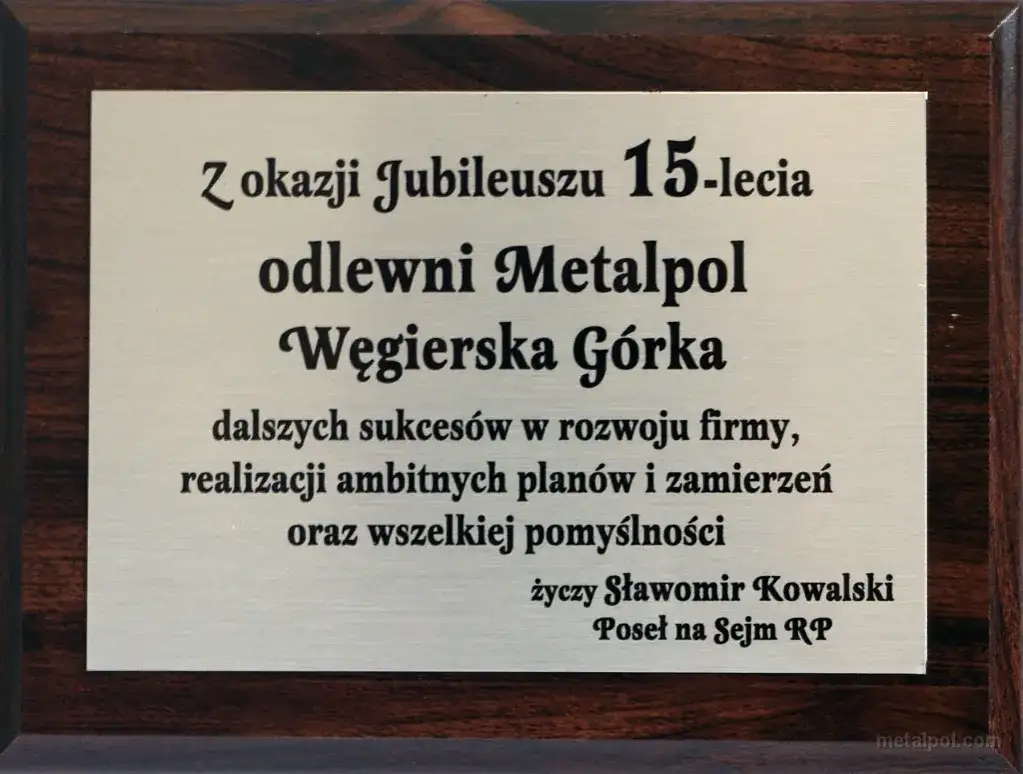 Z okazji Jubileuszu 15-lecia
odlewni Metalpol
Węgierska Górka
dalszych sukcesów w rozwoju firmy,
realizacji ambitnych planów i zamierzeń
oraz wszelkiej pomyślności
życzy Sławomir Kowalski
Poseł na Sejm RP
metalpol.com